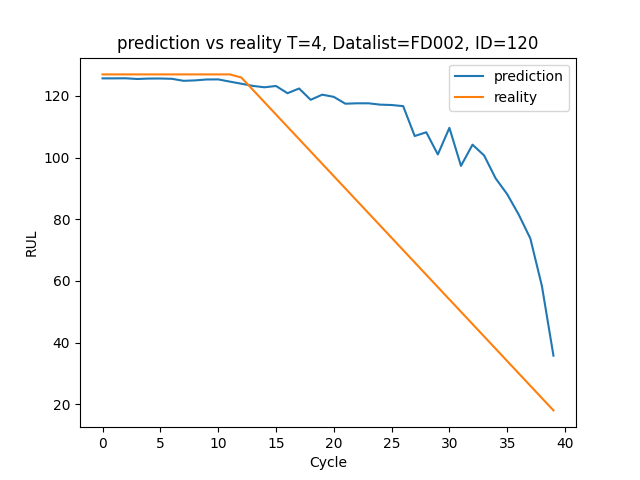 prediction vs reality T=4, Datalist=FD002, ID=120
prediction
reality
120
100
80
60
40
20
RUL
0 5 10 15 20 25 30 35 40
Cycle